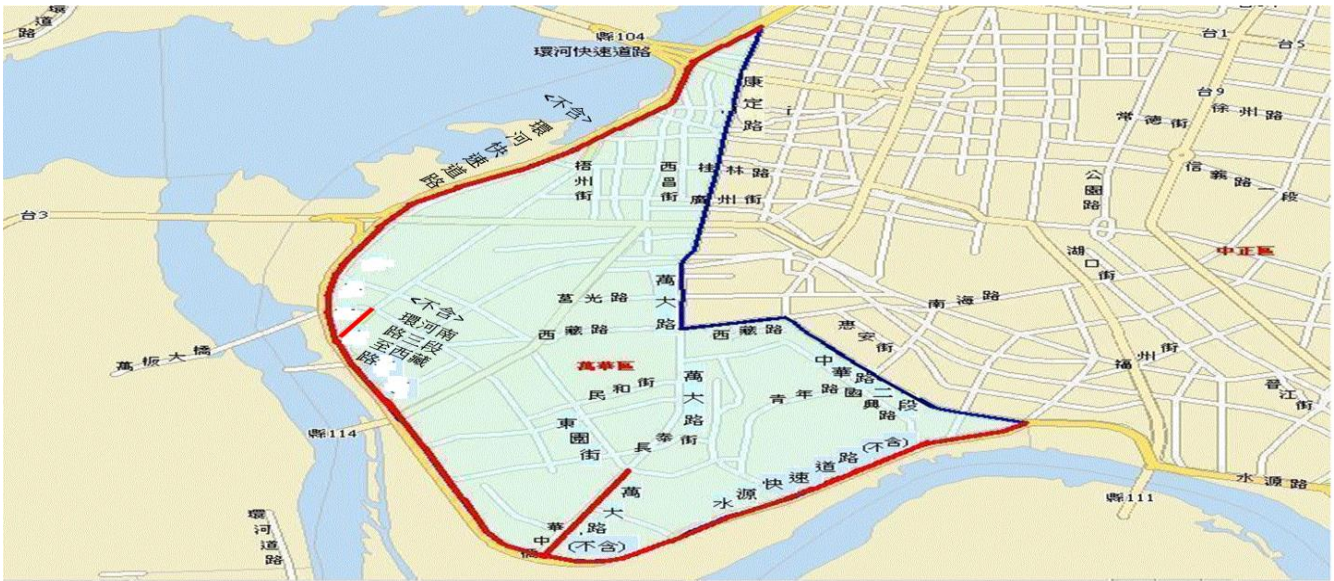 環河道路
縣104
環河快速道路
台1
台5
台9
徐州路
常德街
信義路一段
公園路
湖口街
中正區
南海路
福州街
晉江街
水源路
縣111
康定路
<不含>
環河快速道路
梧州街
西昌街
桂林路
廣州街
台3
萬大路
莒光路
西藏路
西藏路
惠安街
<不含>
環河南路三段至西藏路
萬板大橋
萬華區
民和街
萬大路
中華路二段
青年路
國興路
東園街
長泰街
縣114
水源快速道路(不含)
萬大路
(不含)
華中橋
環河道路